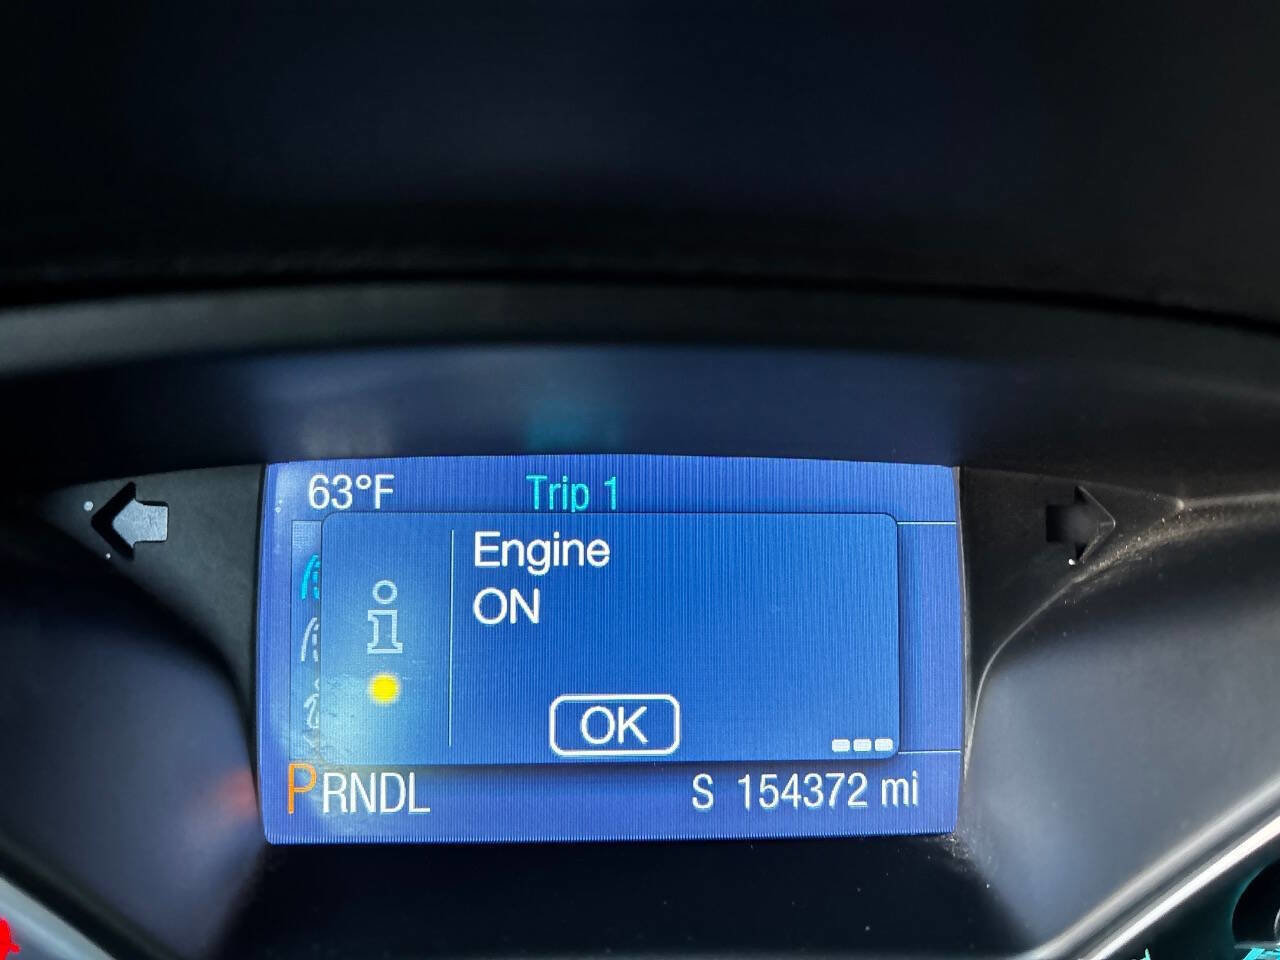 63°F Trip 1
i
Engine
ON
OK
PRNDL S 154372 mi